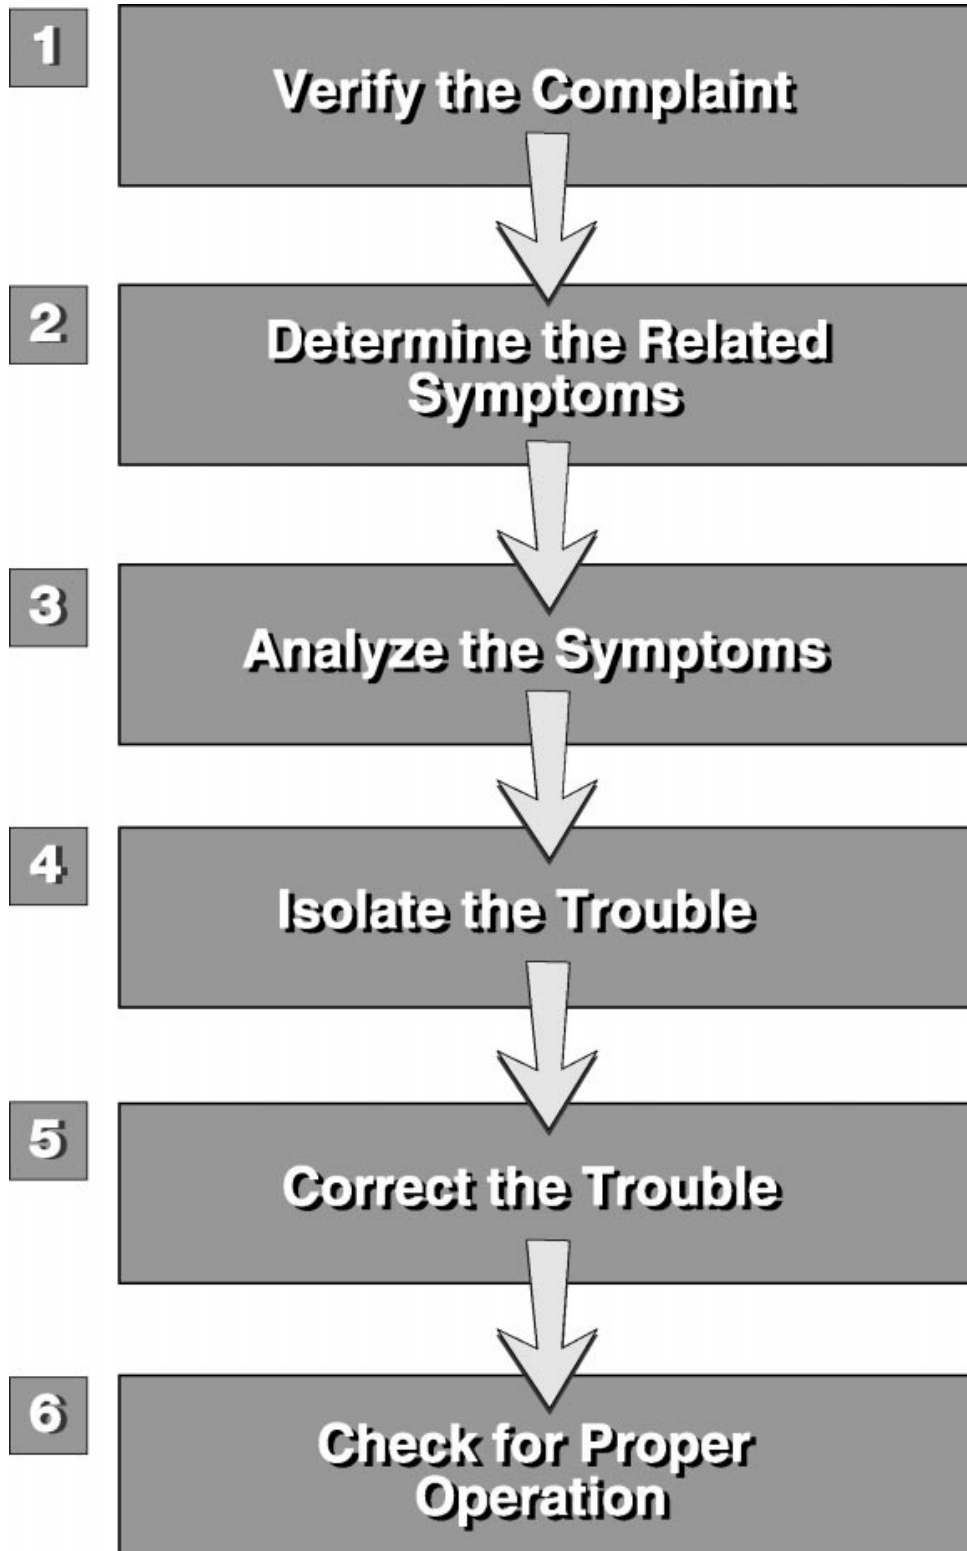 1
Verify the Complaint
2
Determine the Related
Symptoms
3
Analyze the Symptoms
4
Isolate the Trouble
5
Correct the Trouble
6
Check for Proper
Operation